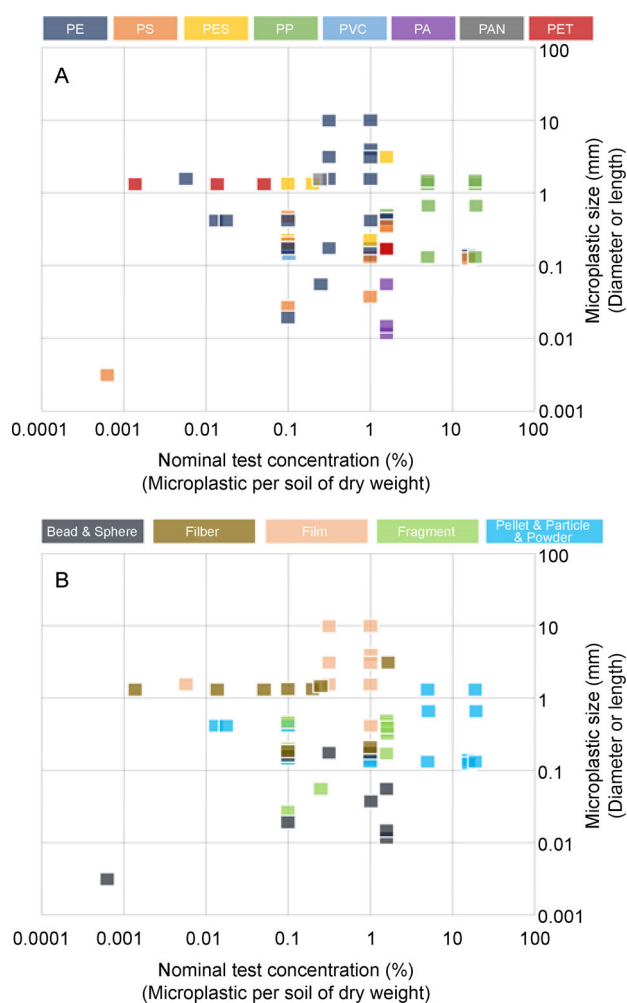 PE PS PES PP PVC PA PAN PET
A
100
10
1
0.1
0.01
0.001
Microplastic size (mm)
(Diameter or length)
0.0001 0.001 0.01 0.1 1 10 100
Nominal test concentration (%)
(Microplastic per soil of dry weight)
Bead & Sphere Filber Film Fragment Pellet & Particle
& Powder
B
100
10
1
0.1
0.01
0.001
Microplastic size (mm)
(Diameter or length)
0.0001 0.001 0.01 0.1 1 10 100
Nominal test concentration (%)
(Microplastic per soil of dry weight)